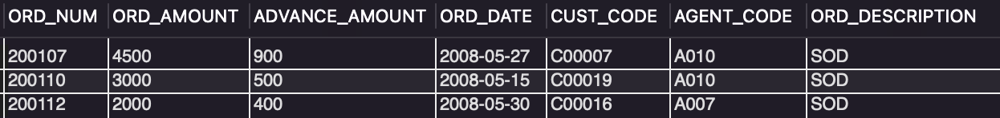 ORD_NUM ORD_AMOUNT ADVANCE_AMOUNT ORD_DATE CUST_CODE AGENT_CODE ORD_DESCRIPTION
200107 4500 900 2008-05-27 C00007 A010 SOD
200110 3000 500 2008-05-15 C00019 A010 SOD
200112 2000 400 2008-05-30 C00016 A007 SOD